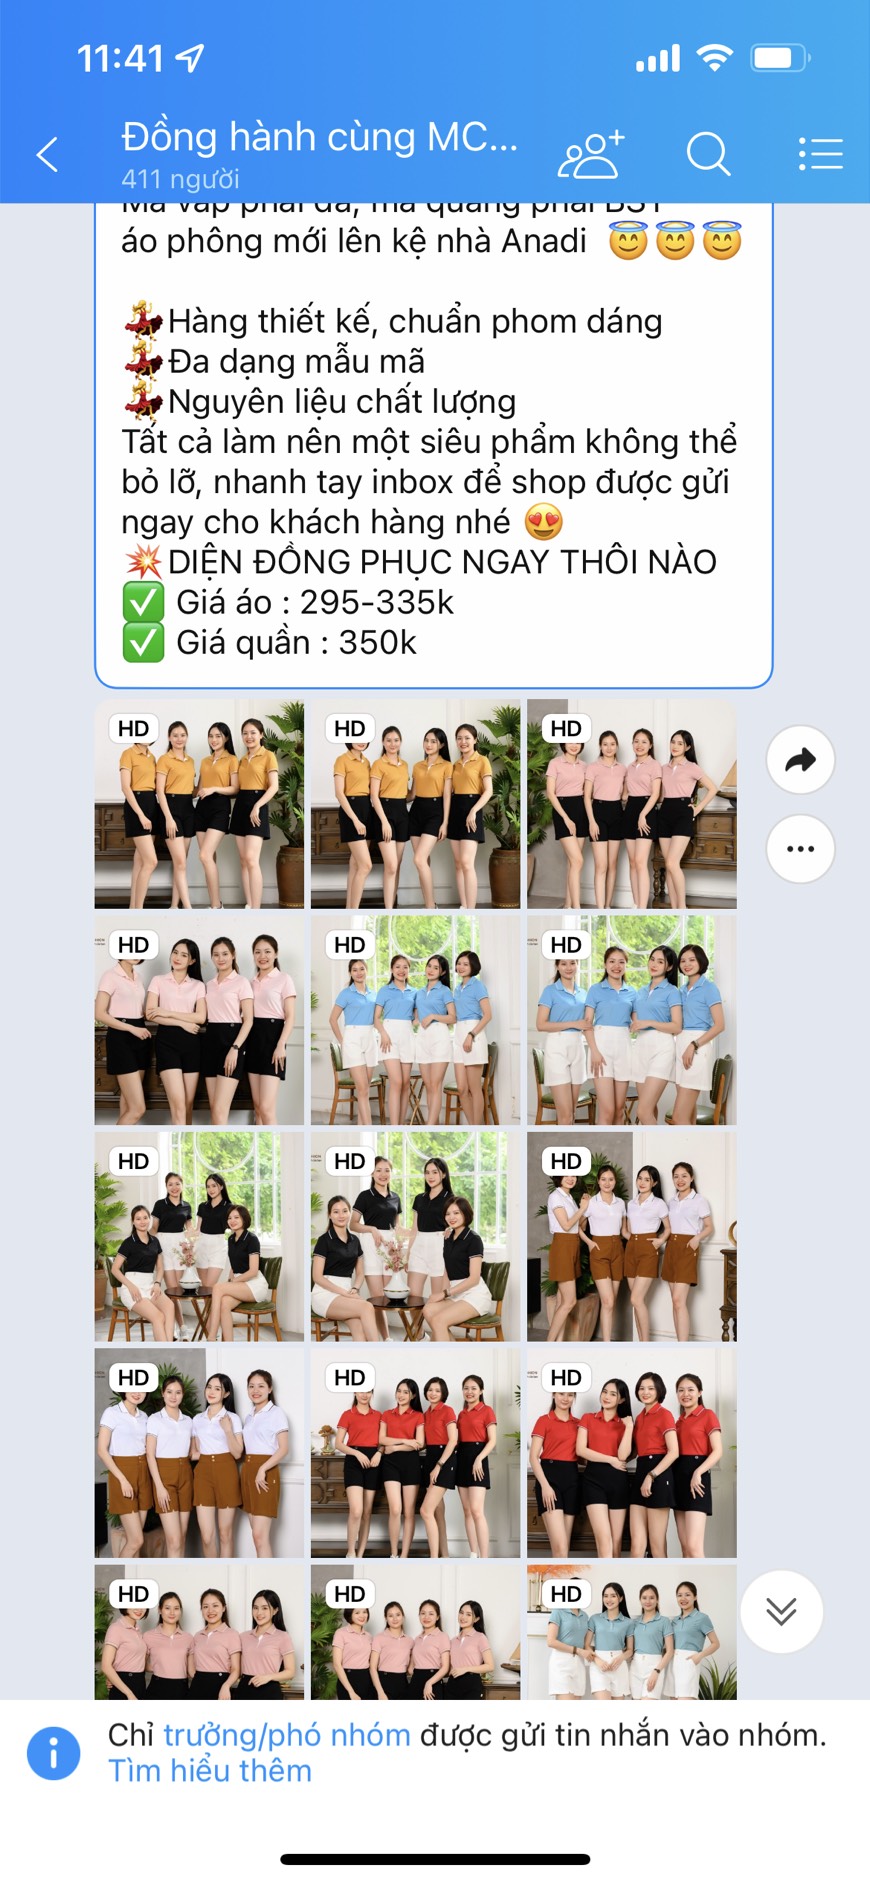 11:41
Đồng hành cùng MC...
411 người
áo phông mới lên kệ nhà Anadi 😇😇😇
💃Hàng thiết kế, chuẩn phom dáng
💃Đa dạng mẫu mã
💃Nguyên liệu chất lượng
Tất cả làm nên một siêu phẩm không thể
bỏ lỡ, nhanh tay inbox để shop được gửi
ngay cho khách hàng nhé 😍
💥DIỆN ĐỒNG PHỤC NGAY THÔI NÀO
✅ Giá áo : 295-335k
✅ Giá quần : 350k
HD HD HD
HD HD HD
HD HD HD
HD HD HD
HD HD HD
Chỉ trưởng/phó nhóm được gửi tin nhắn vào nhóm.
Tìm hiểu thêm